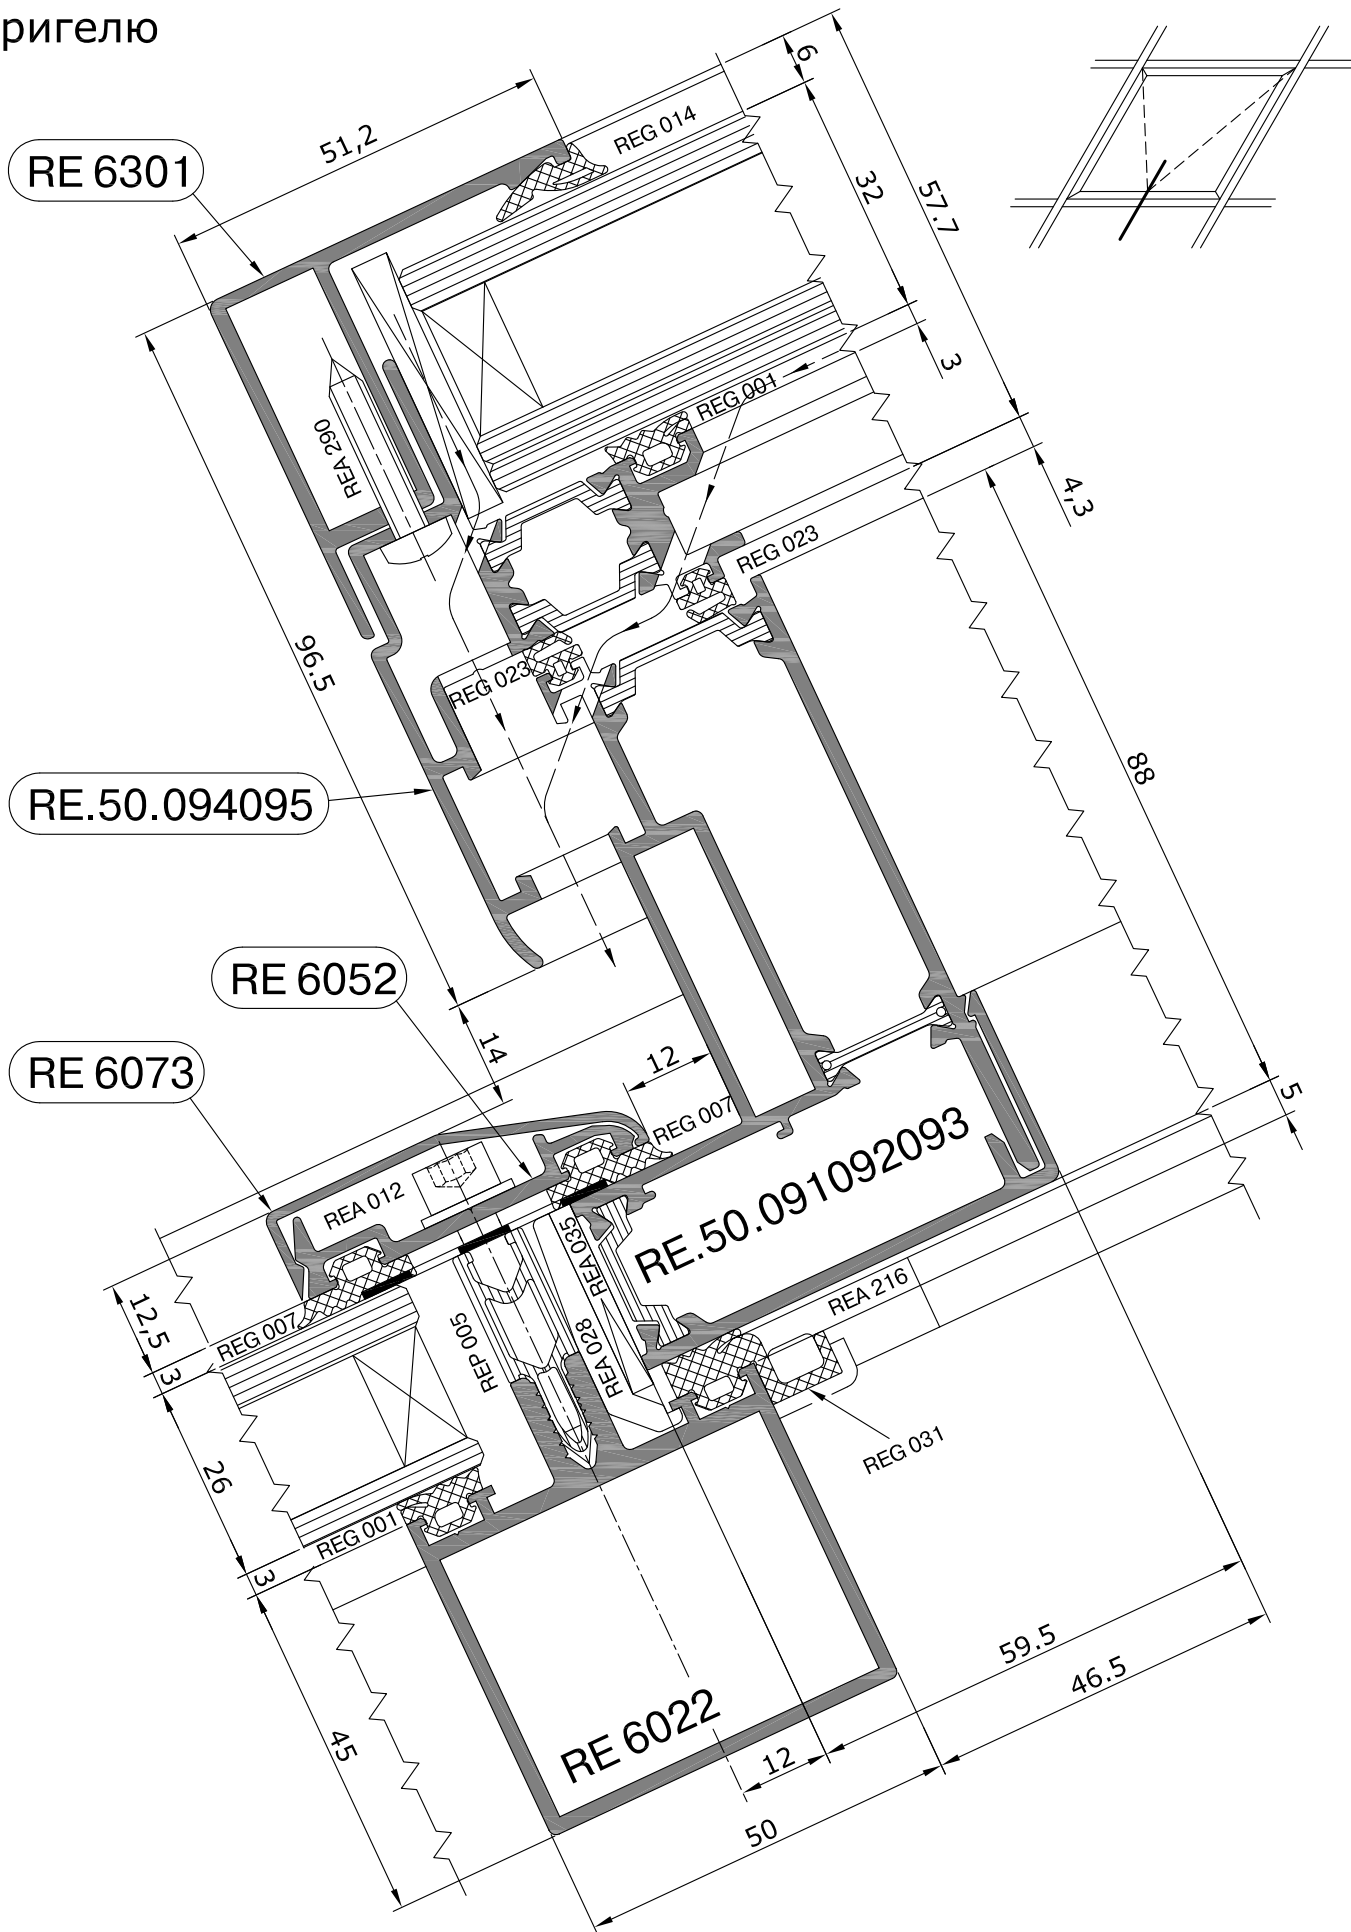 ригелю
6
51,2
REG 014
RE 6301
32
57.7
3
REG 001
REA 290
4,3
REG 023
96.5
REG 023
88
RE.50.094095
RE 6052
14
12
RE 6073
5
REG 007
RE.50.091092093
REA 012
REA 035
REA 216
12,5
REG 007
3
REP 005
REA 028
26
REG 031
REG 001
3
59.5
46.5
45
RE 6022
12
50